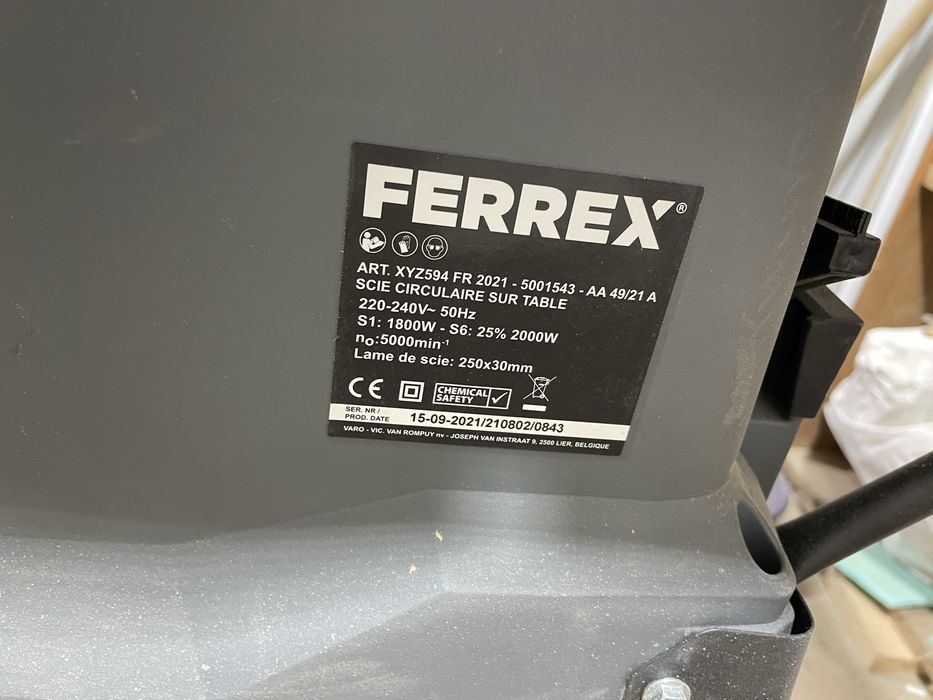 FERREX®
ART. XYZ594 FR 2021 - 5001543 - AA 49/21 A
SCIE CIRCULAIRE SUR TABLE
220-240V~ 50Hz
S1: 1800W - S6: 25% 2000W
no:5000min-1
Lame de scie: 250x30mm
CE
CHEMICAL
SAFETY
SER. NR /
PROD. DATE
15-09-2021/210802/0843
VARO - VIC. VAN ROMPUY nv - JOSEPH VAN INSTRAAT 9, 2500 LIER, BELGIQUE